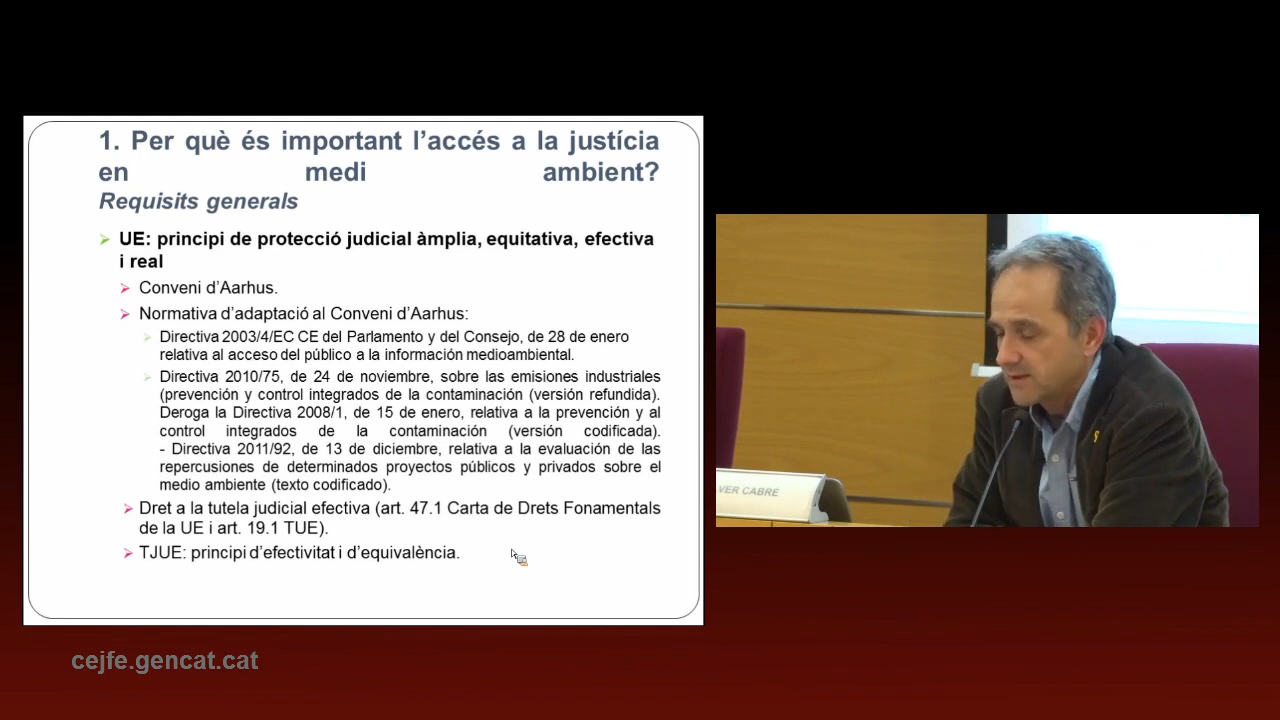 1. Per què és important l’accés a la justícia
en medi ambient?
Requisits generals
UE: principi de protecció judicial àmplia, equitativa, efectiva
i real
Conveni d’Aarhus.
Normativa d’adaptació al Conveni d’Aarhus:
Directiva 2003/4/EC CE del Parlamento y del Consejo, de 28 de enero
relativa al acceso del público a la información medioambiental.
Directiva 2010/75, de 24 de noviembre, sobre las emisiones industriales
(prevención y control integrados de la contaminación (versión refundida).
Deroga la Directiva 2008/1, de 15 de enero, relativa a la prevención y al
control integrados de la contaminación (versión codificada).
- Directiva 2011/92, de 13 de diciembre, relativa a la evaluación de las
repercusiones de determinados proyectos públicos y privados sobre el
medio ambiente (texto codificado).
Dret a la tutela judicial efectiva (art. 47.1 Carta de Drets Fonamentals
de la UE i art. 19.1 TUE).
TJUE: principi d’efectivitat i d’equivalència.
VER CABRÉ
cejfe.gencat.cat